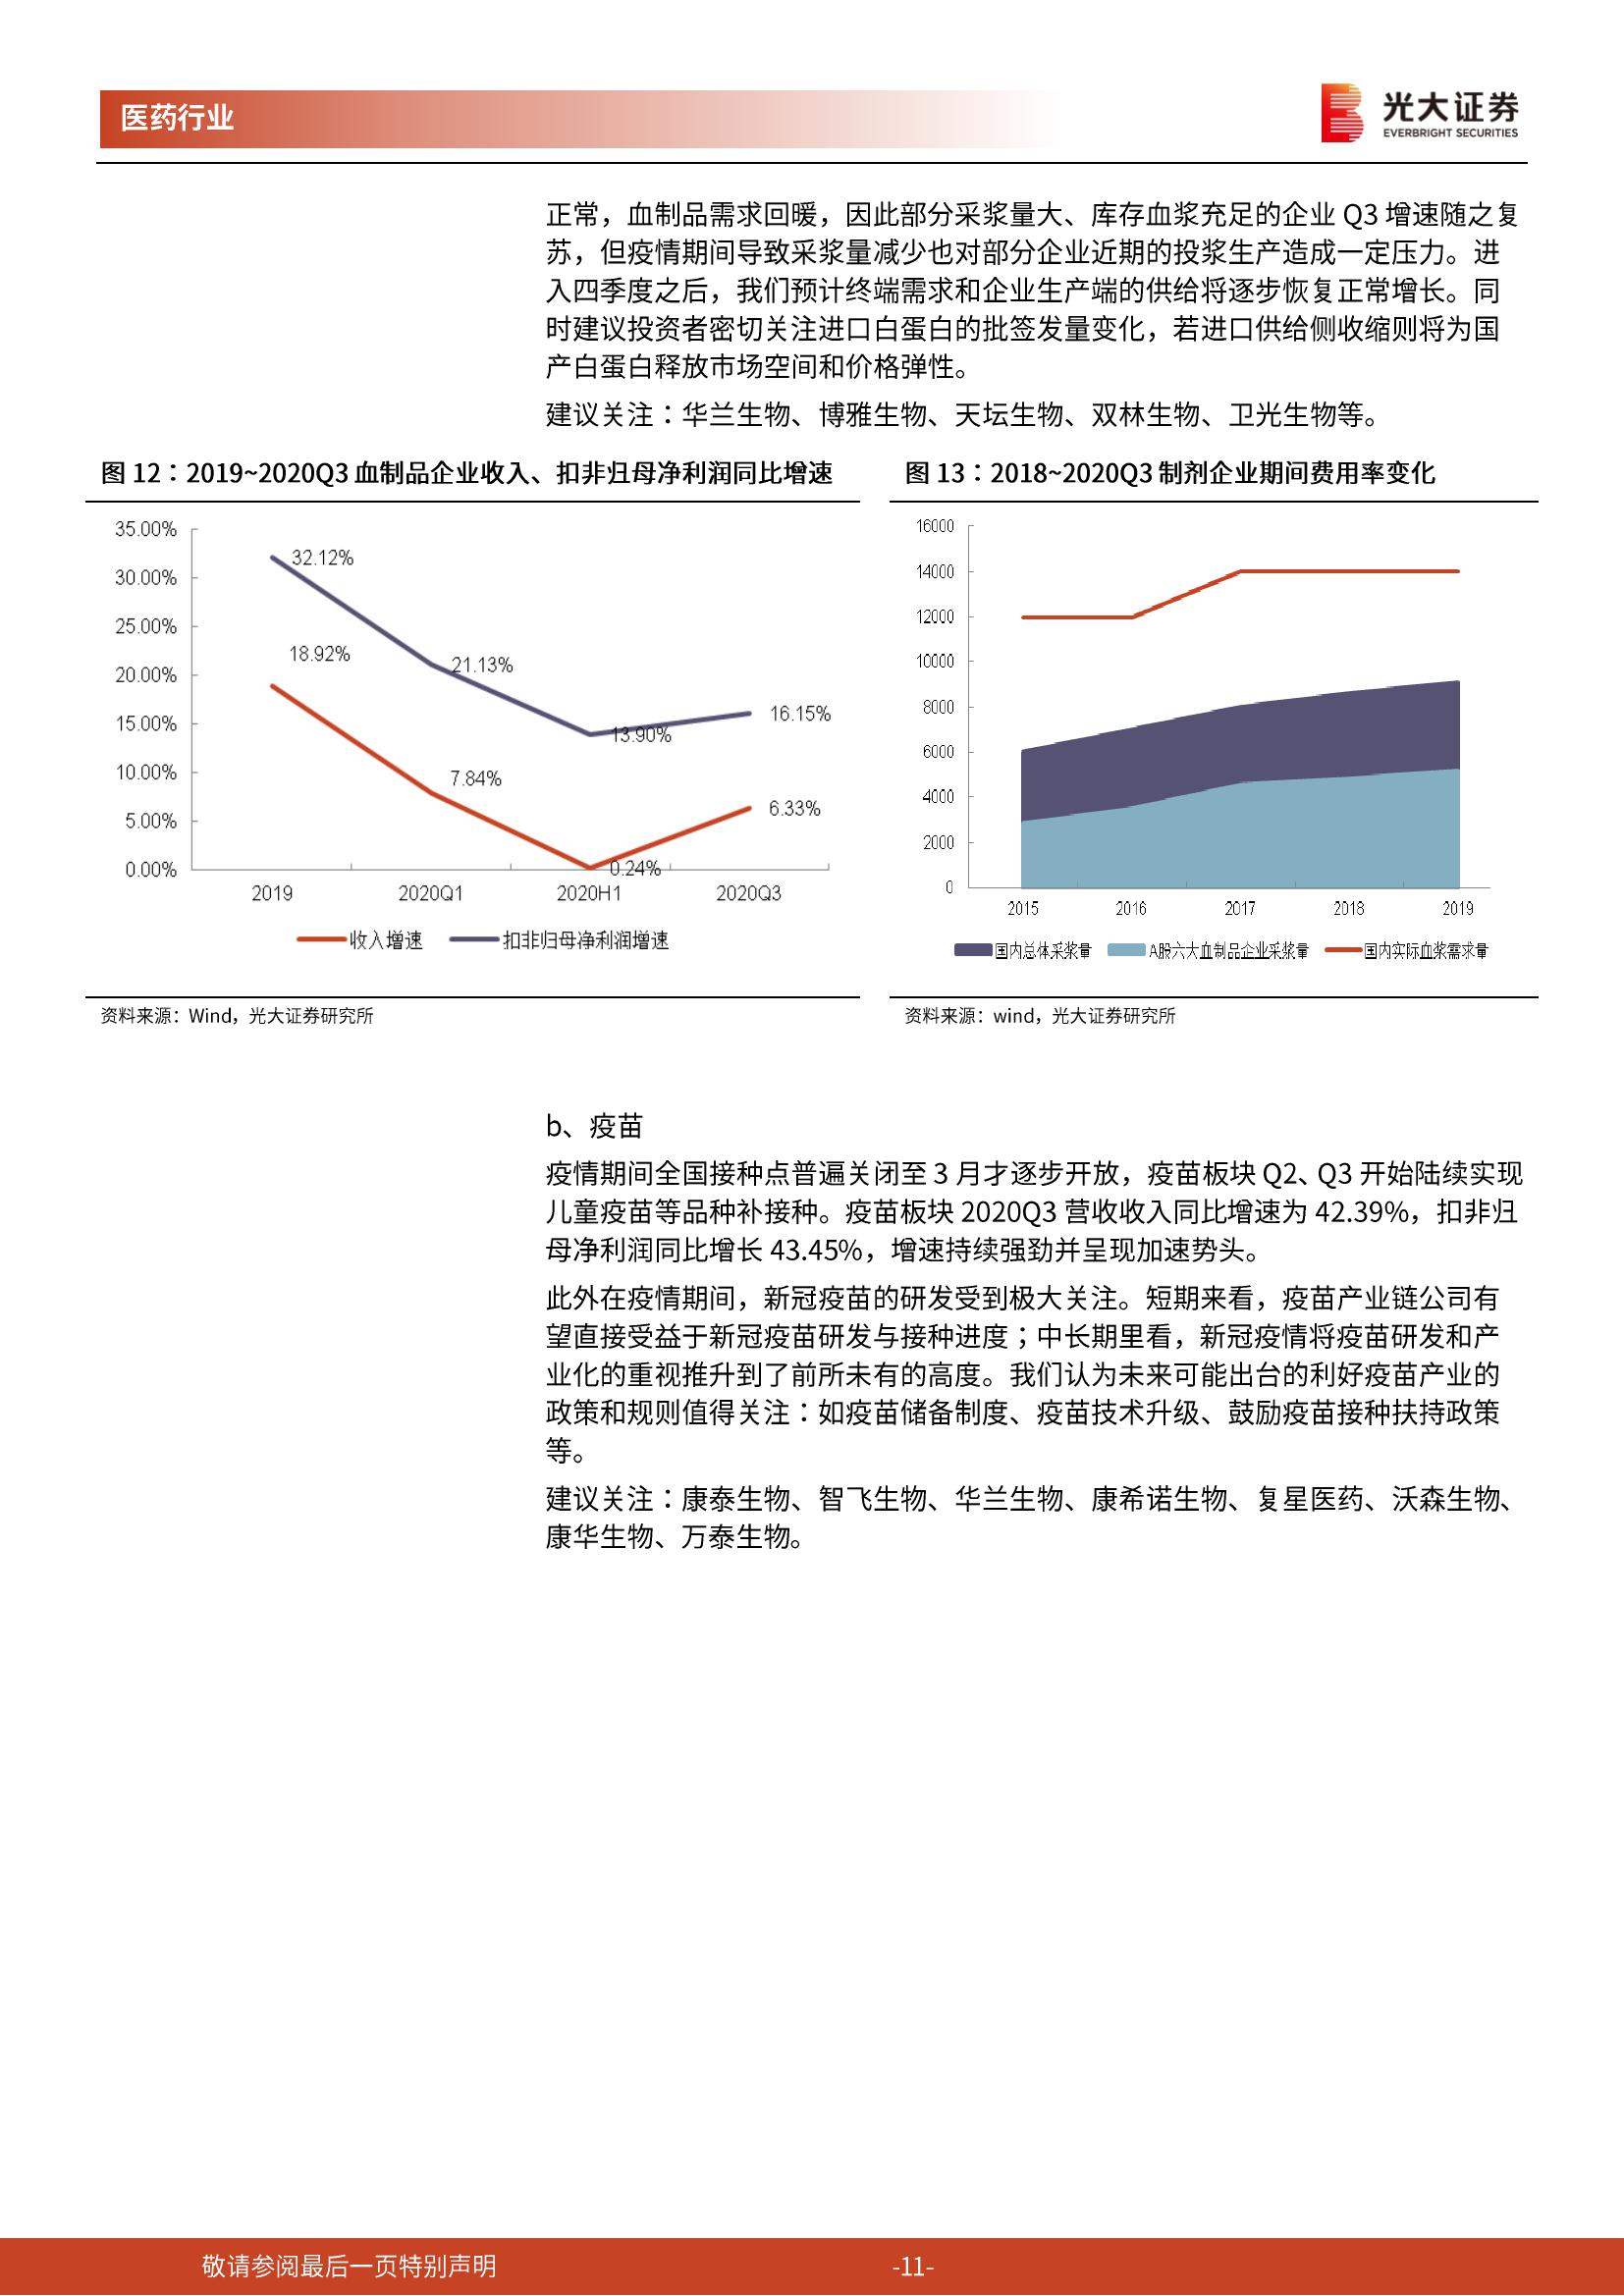 医药行业
光大证券
EVERBRIGHT SECURITIES
正常，血制品需求回暖，因此部分采浆量大、库存血浆充足的企业 Q3 增速随之复
苏，但疫情期间导致采浆量减少也对部分企业近期的投浆生产造成一定压力。进
入四季度之后，我们预计终端需求和企业生产端的供给将逐步恢复正常增长。同
时建议投资者密切关注进口白蛋白的批签发量变化，若进口供给侧收缩则将为国
产白蛋白释放市场空间和价格弹性。
建议关注：华兰生物、博雅生物、天坛生物、双林生物、卫光生物等。
图 12：2019~2020Q3 血制品企业收入、扣非归母净利润同比增速
35.00%
30.00%
25.00%
20.00%
15.00%
10.00%
5.00%
0.00%
32.12%
18.92%
21.13%
7.84%
13.90%
0.24%
16.15%
6.33%
2019 2020Q1 2020H1 2020Q3
收入增速 扣非归母净利润增速
资料来源：Wind，光大证券研究所
图 13：2018~2020Q3 制剂企业期间费用率变化
16000
14000
12000
10000
8000
6000
4000
2000
0
2015 2016 2017 2018 2019
国内总体采浆量 A股六大血制品企业采浆量 国内实际血浆需求量
资料来源：wind，光大证券研究所
b、疫苗
疫情期间全国接种点普遍关闭至 3 月才逐步开放，疫苗板块 Q2、Q3 开始陆续实现
儿童疫苗等品种补接种。疫苗板块 2020Q3 营收收入同比增速为 42.39%，扣非归
母净利润同比增长 43.45%，增速持续强劲并呈现加速势头。
此外在疫情期间，新冠疫苗的研发受到极大关注。短期来看，疫苗产业链公司有
望直接受益于新冠疫苗研发与接种进度；中长期里看，新冠疫情将疫苗研发和产
业化的重视推升到了前所未有的高度。我们认为未来可能出台的利好疫苗产业的
政策和规则值得关注：如疫苗储备制度、疫苗技术升级、鼓励疫苗接种扶持政策
等。
建议关注：康泰生物、智飞生物、华兰生物、康希诺生物、复星医药、沃森生物、
康华生物、万泰生物。
敬请参阅最后一页特别声明
-11-